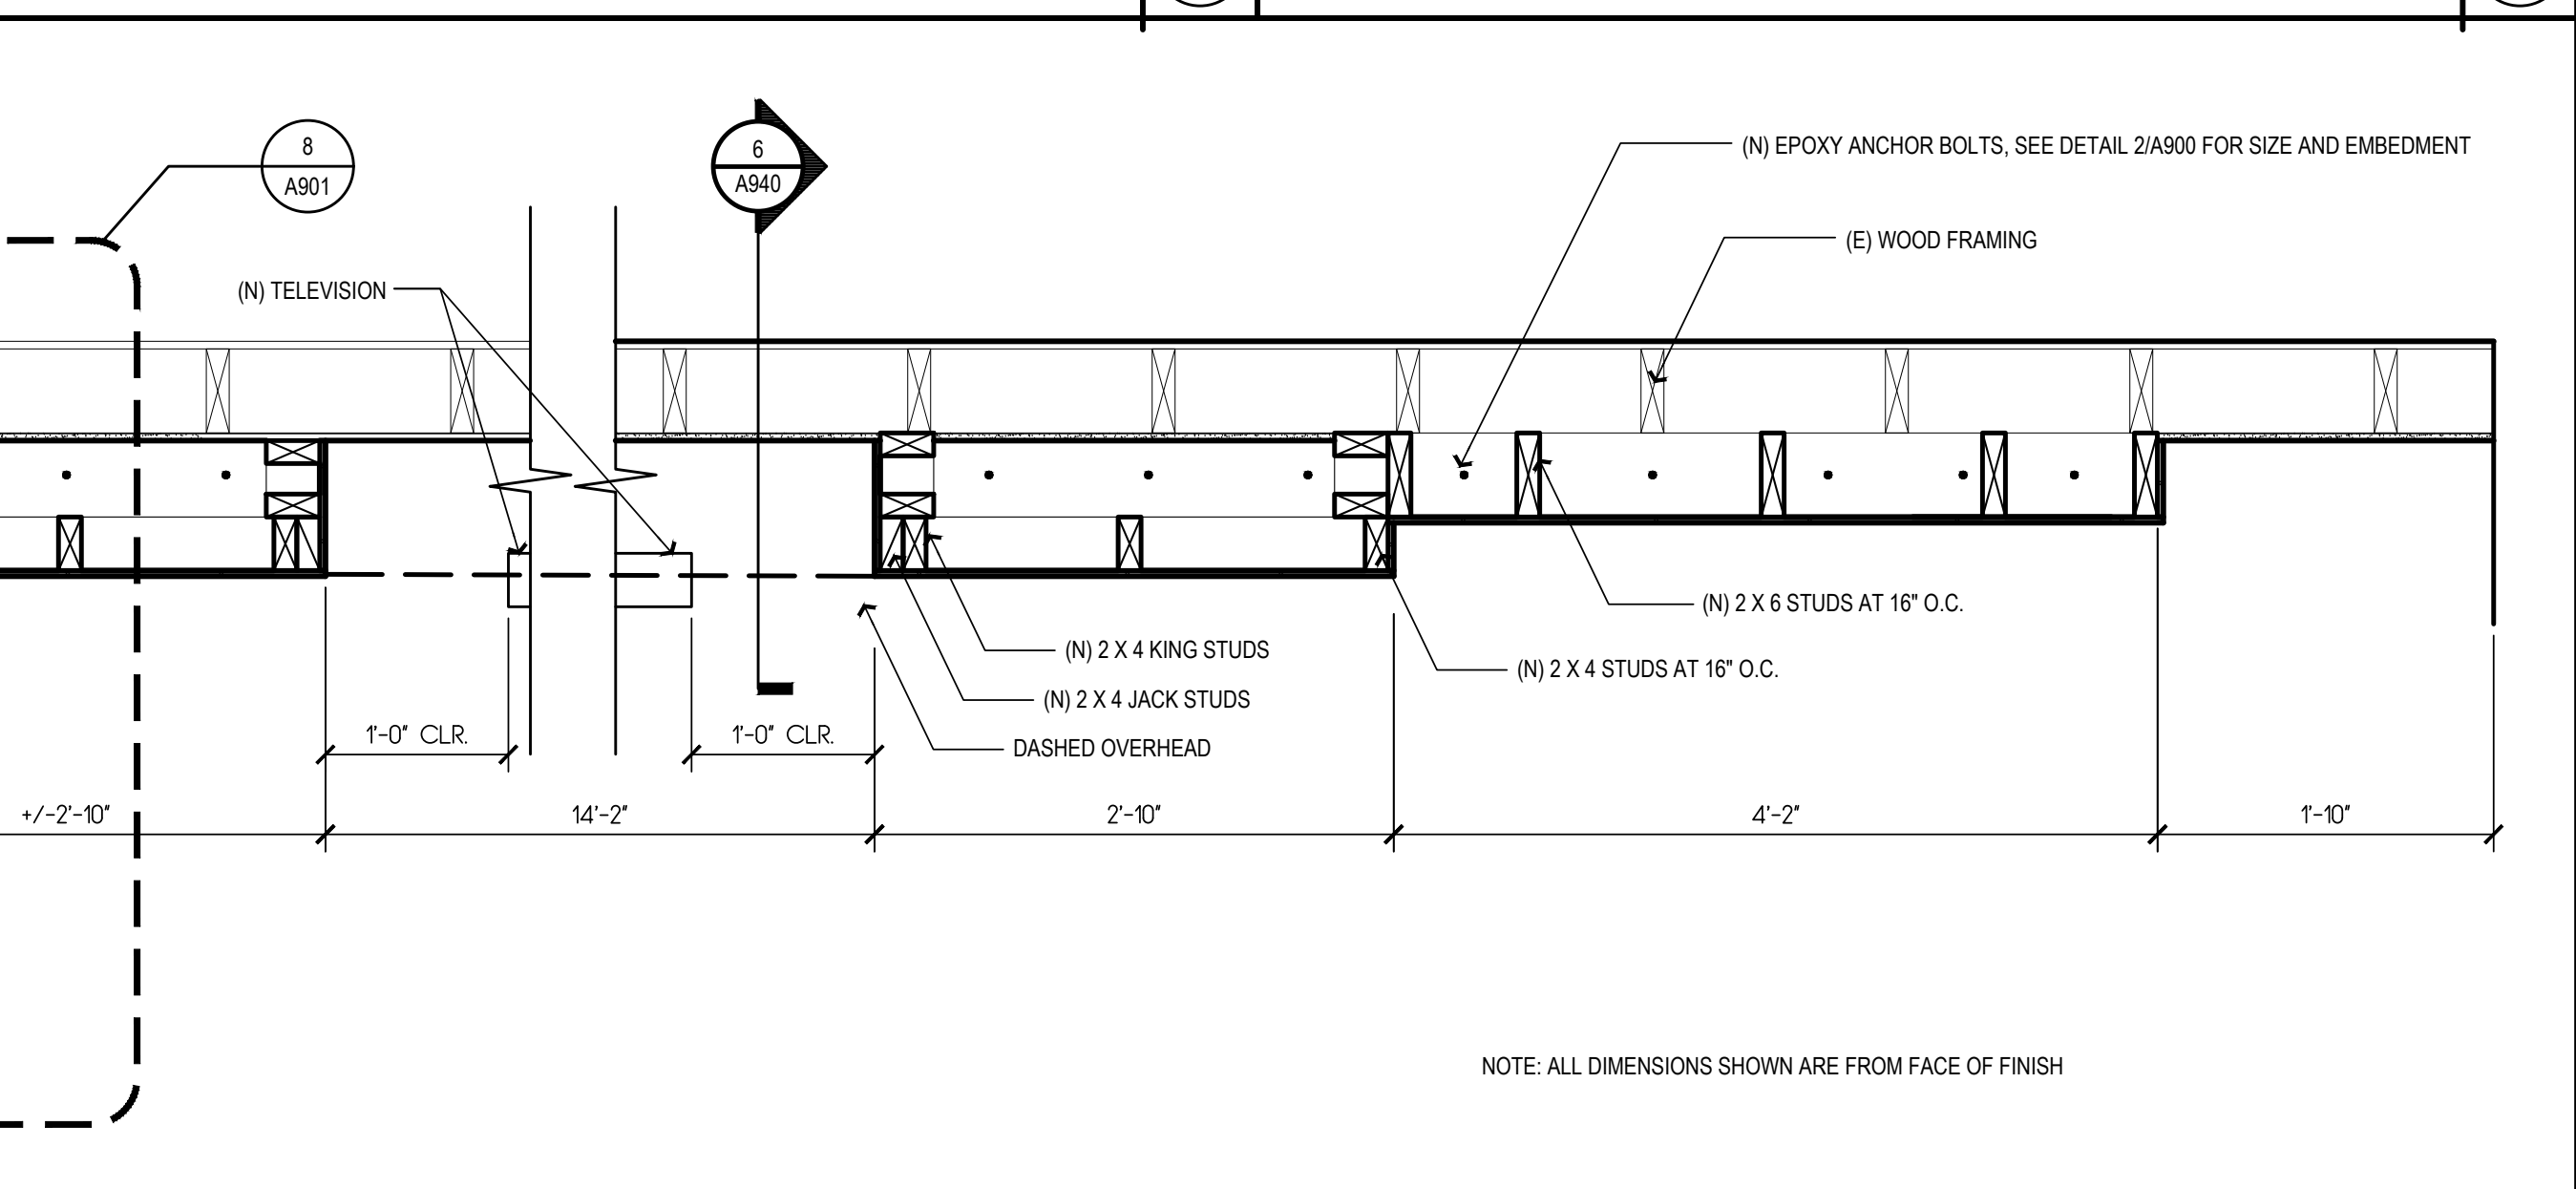 8
A901
6
A940
(N) EPOXY ANCHOR BOLTS, SEE DETAIL 2/A900 FOR SIZE AND EMBEDMENT
(E) WOOD FRAMING
(N) TELEVISION
(N) 2 X 6 STUDS AT 16" O.C.
(N) 2 X 4 KING STUDS
(N) 2 X 4 STUDS AT 16" O.C.
(N) 2 X 4 JACK STUDS
1'-0" CLR.
1'-0" CLR.
DASHED OVERHEAD
+/-2'-10"
14'-2"
2'-10"
4'-2"
1'-10"
NOTE: ALL DIMENSIONS SHOWN ARE FROM FACE OF FINISH